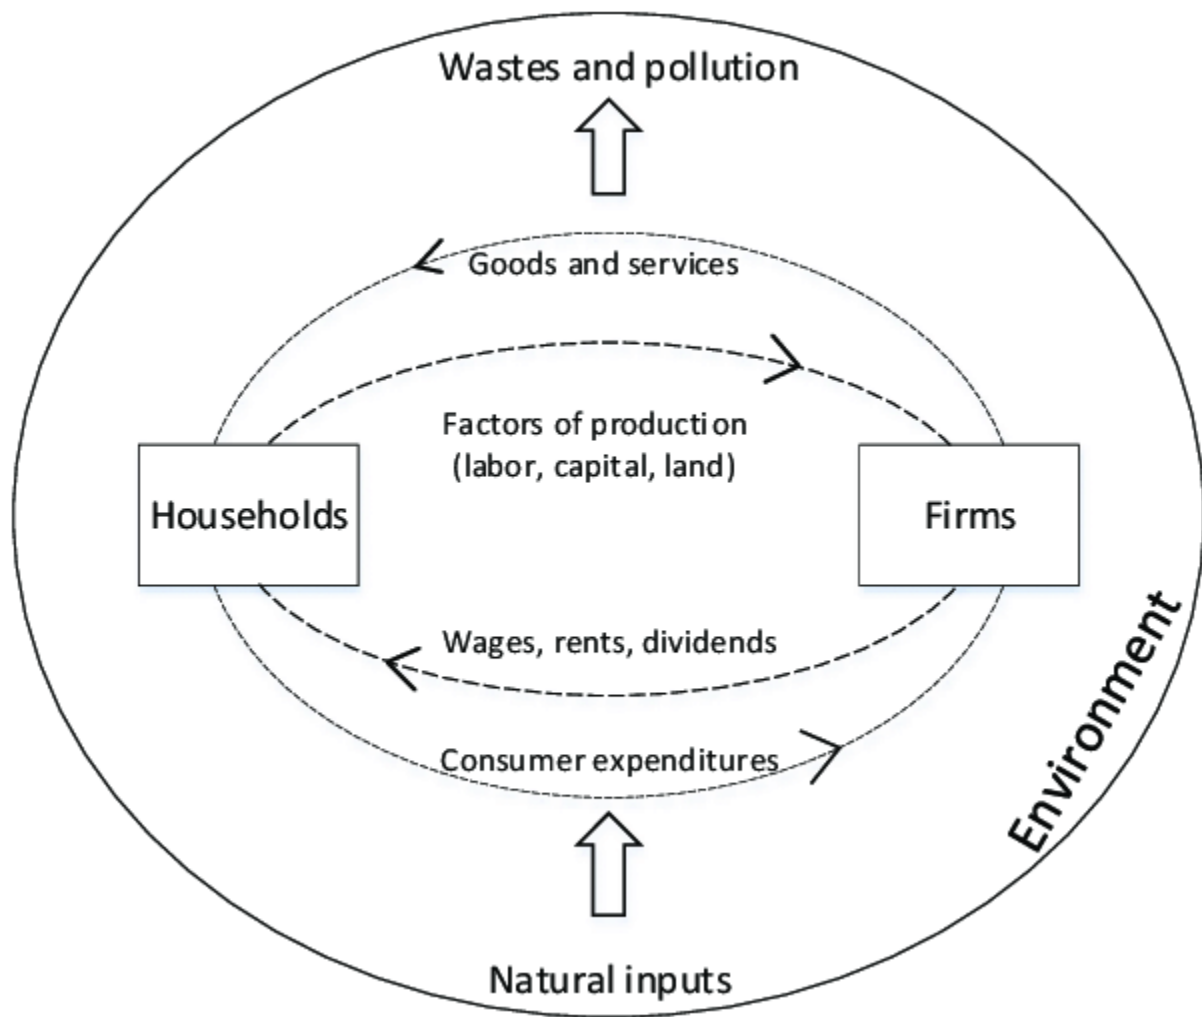 Wastes and pollution
Goods and services
Factors of production
(labor, capital, land)
Households
Firms
Wages, rents, dividends
Consumer expenditures
Environment
Natural inputs